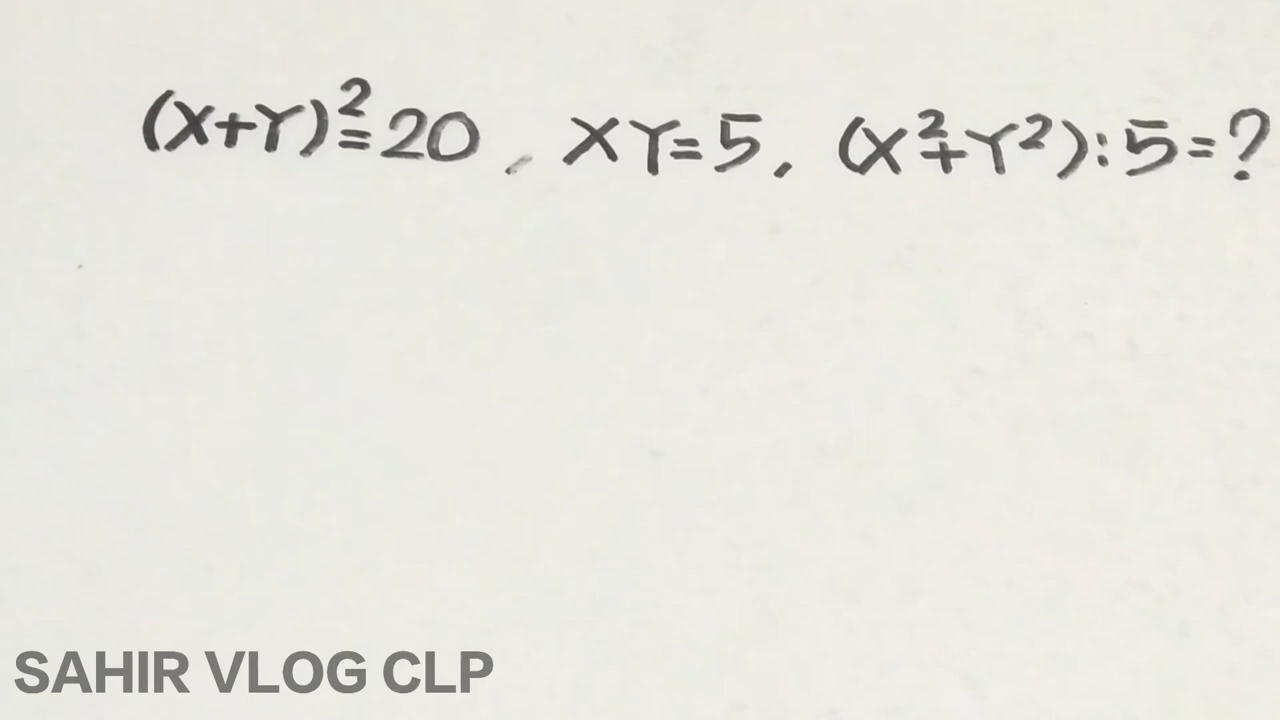 (X+Y)²=20, XY=5, (X²+Y²):5=?
SAHIR VLOG CLP